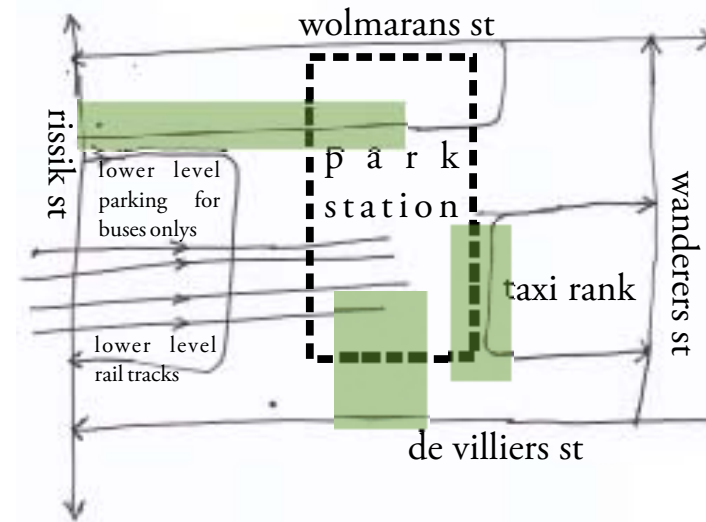 wolmarans st
rissik st
lower level
parking for
buses onlys
park
station
taxi rank
wanderers st
lower level
rail tracks
de villiers st